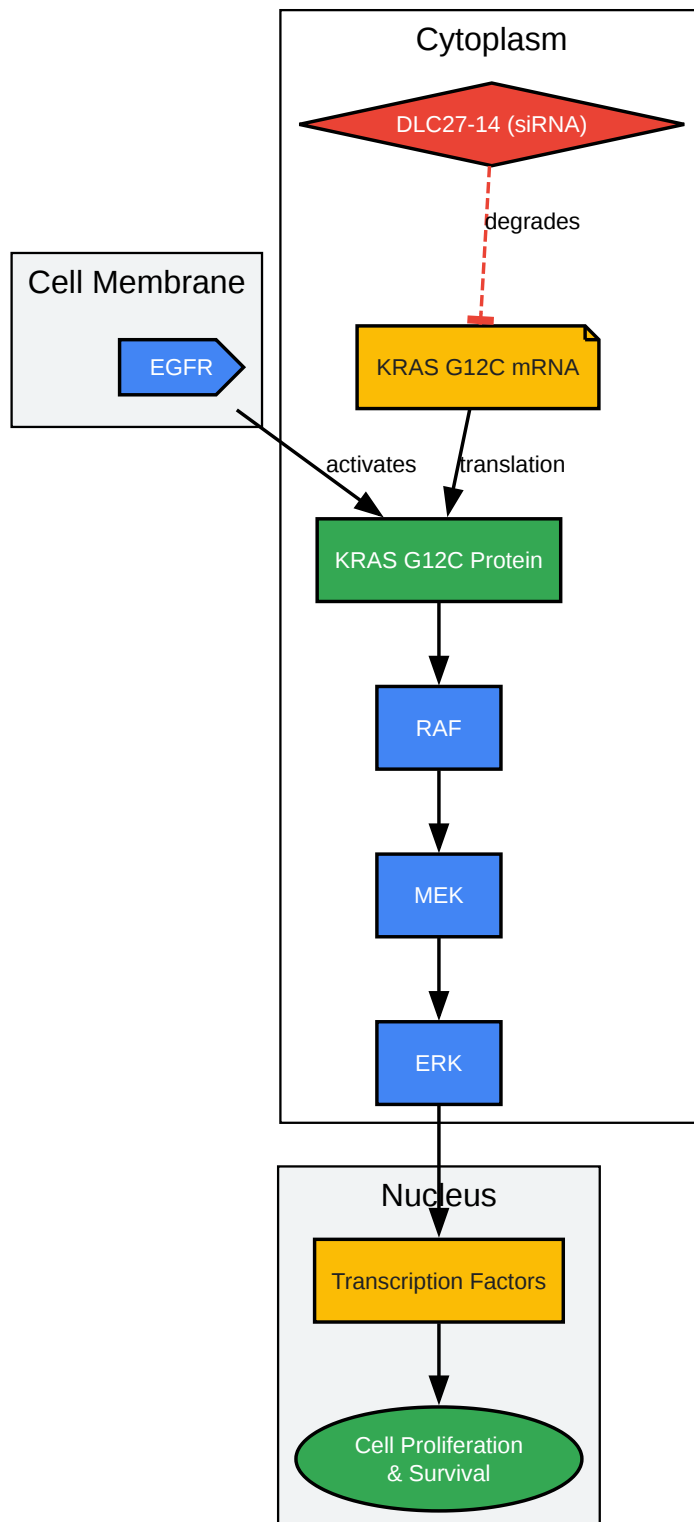 Cytoplasm
DLC27-14 (siRNA)
degrades
Cell Membrane
EGFR
KRAS G12C mRNA
activates
translation
KRAS G12C Protein
RAF
MEK
ERK
Nucleus
Transcription Factors
Cell Proliferation
& Survival